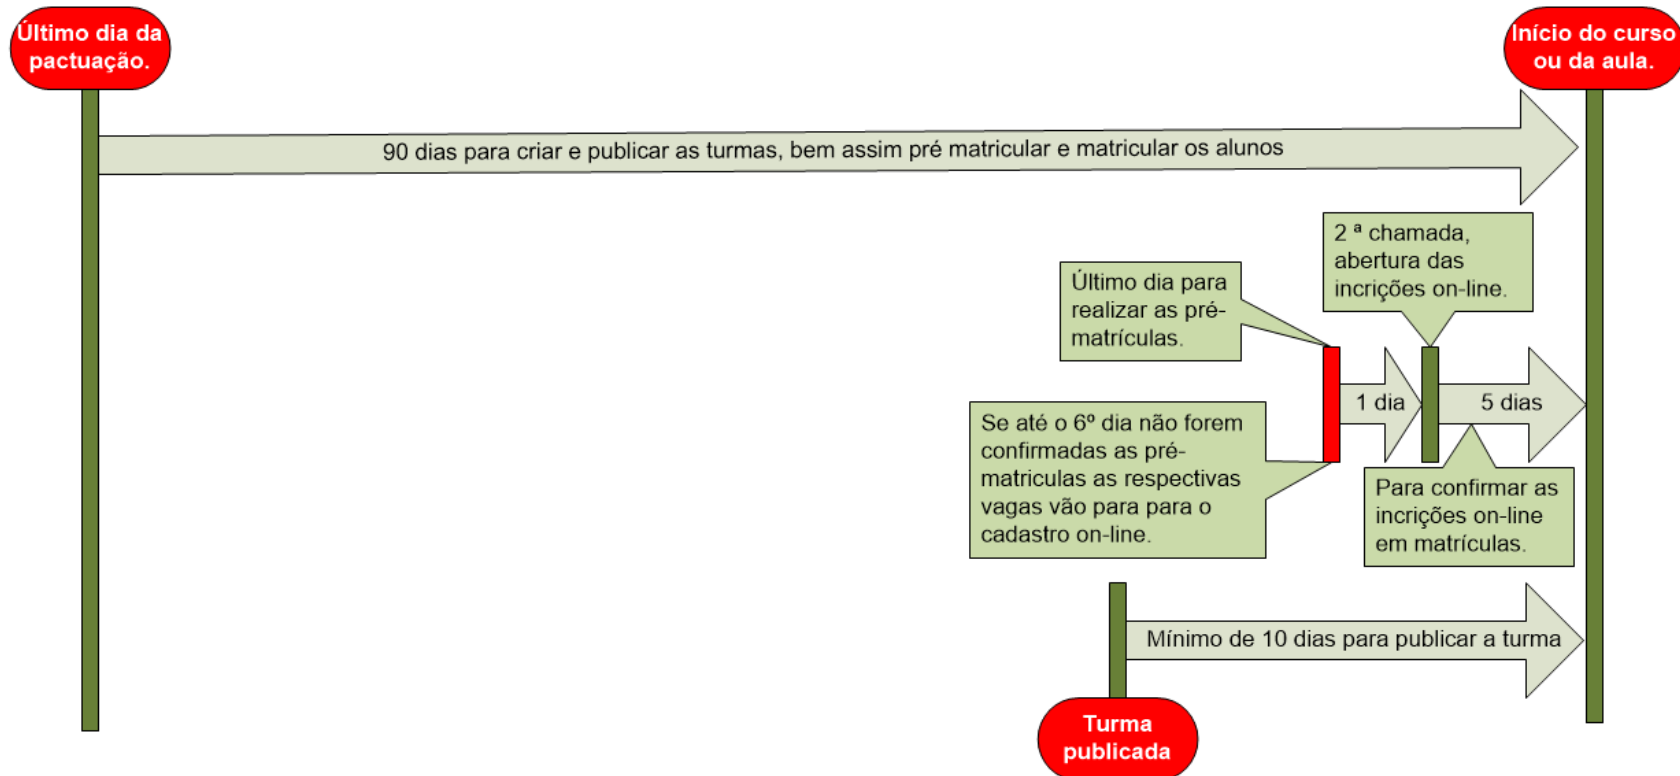 Último dia da
pactuação.
Início do curso
ou da aula.
90 dias para criar e publicar as turmas, bem assim pré matricular e matricular os alunos
2 ª chamada,
abertura das
incrições on-line.
Último dia para
realizar as pré-
matrículas.
1 dia
5 dias
Se até o 6º dia não forem
confirmadas as pré-
matriculas as respectivas
vagas vão para para o
cadastro on-line.
Para confirmar as
incrições on-line
em matrículas.
Mínimo de 10 dias para publicar a turma
Turma
publicada